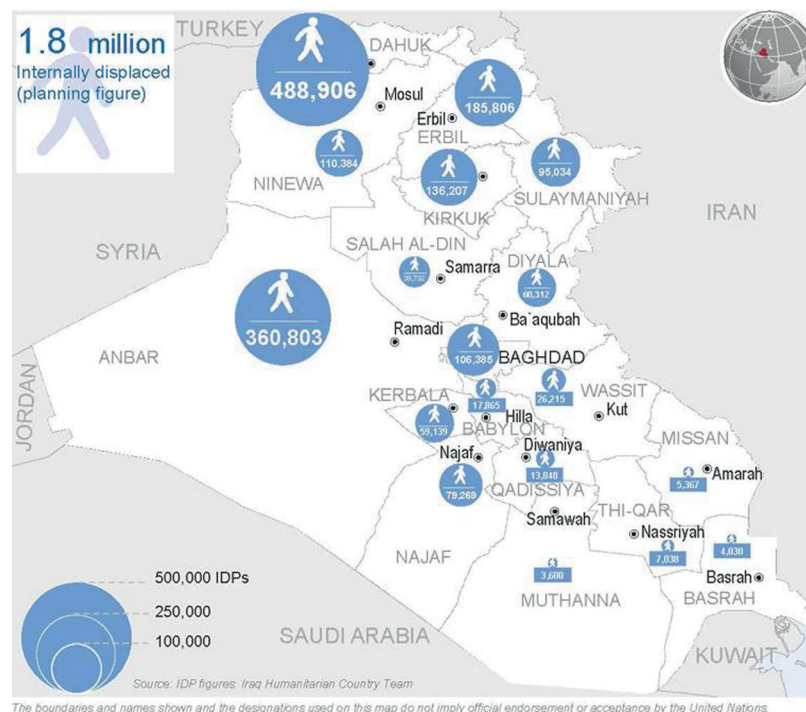 1.8 million
Internally displaced
(planning figure)
TURKEY
DAHUK
488,906
Mosul
185,806
Erbil
ERBIL
110,384
NINEWA
136,207
KIRKUK
95,034
SULAYMANIYAH
IRAN
SYRIA
SALAH AL-DIN
Samarra
DIYALA
60,312
Ba`aqubah
360,803
Ramadi
ANBAR
106,385
BAGHDAD
JORDAN
KERBALA
59,139
17,865
Hilla
BABYLON
26,215
WASSIT
Kut
MISSAN
Amarah
5,367
Najaf
79,269
Diwaniya
13,848
QADISSIYA
Samawah
THI-QAR
Nassriyah
7,038
4,030
Basrah
BASRAH
NAJAF
3,600
MUTHANNA
SAUDI ARABIA
KUWAIT
500,000 IDPs
250,000
100,000
Source: IDP figures: Iraq Humanitarian Country Team
The boundaries and names shown and the designations used on this map do not imply official endorsement or acceptance by the United Nations.